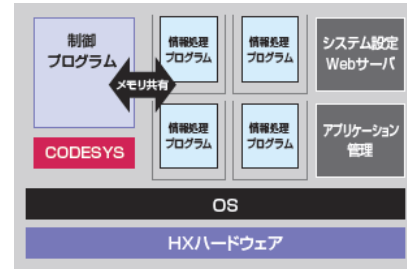 制御
プログラム
メモリ共有
CODESYS
情報処理
プログラム
情報処理
プログラム
情報処理
プログラム
情報処理
プログラム
システム設定
Webサーバ
アプリケーション
管理
OS
HXハードウェア